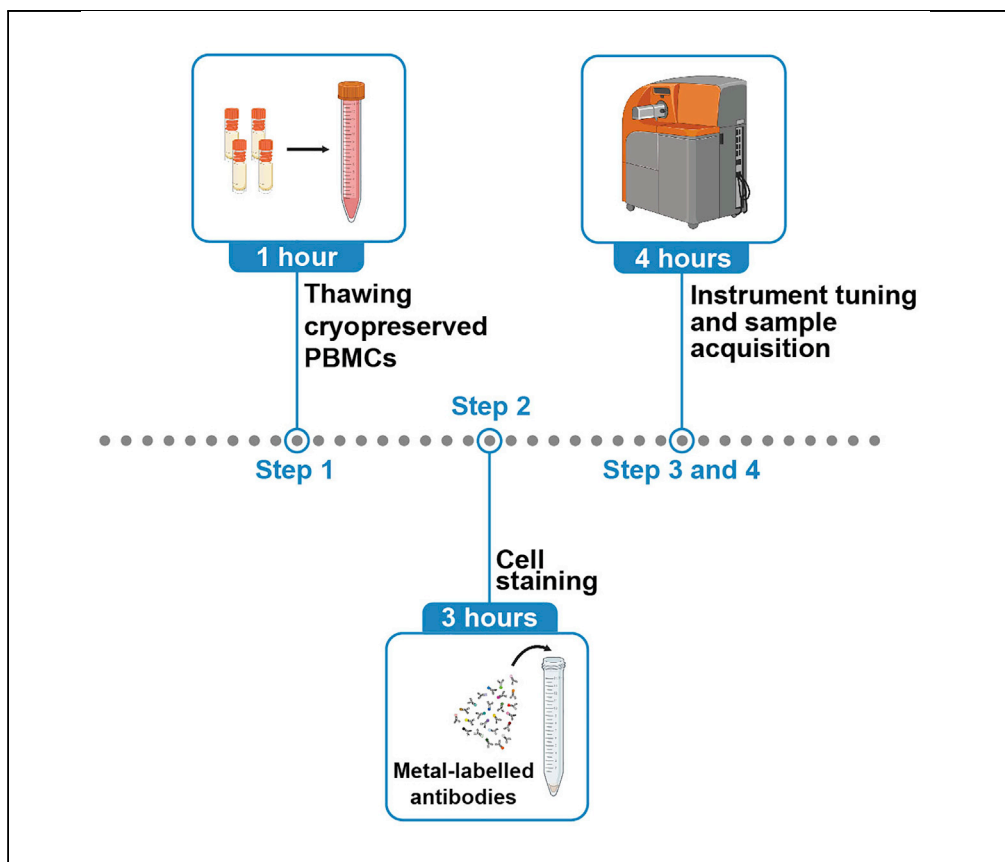 1 hour
Thawing
cryopreserved
PBMCs
Step 1
Step 2
Cell
staining
3 hours
Metal-labelled
antibodies
4 hours
Instrument tuning
and sample
acquisition
Step 3 and 4